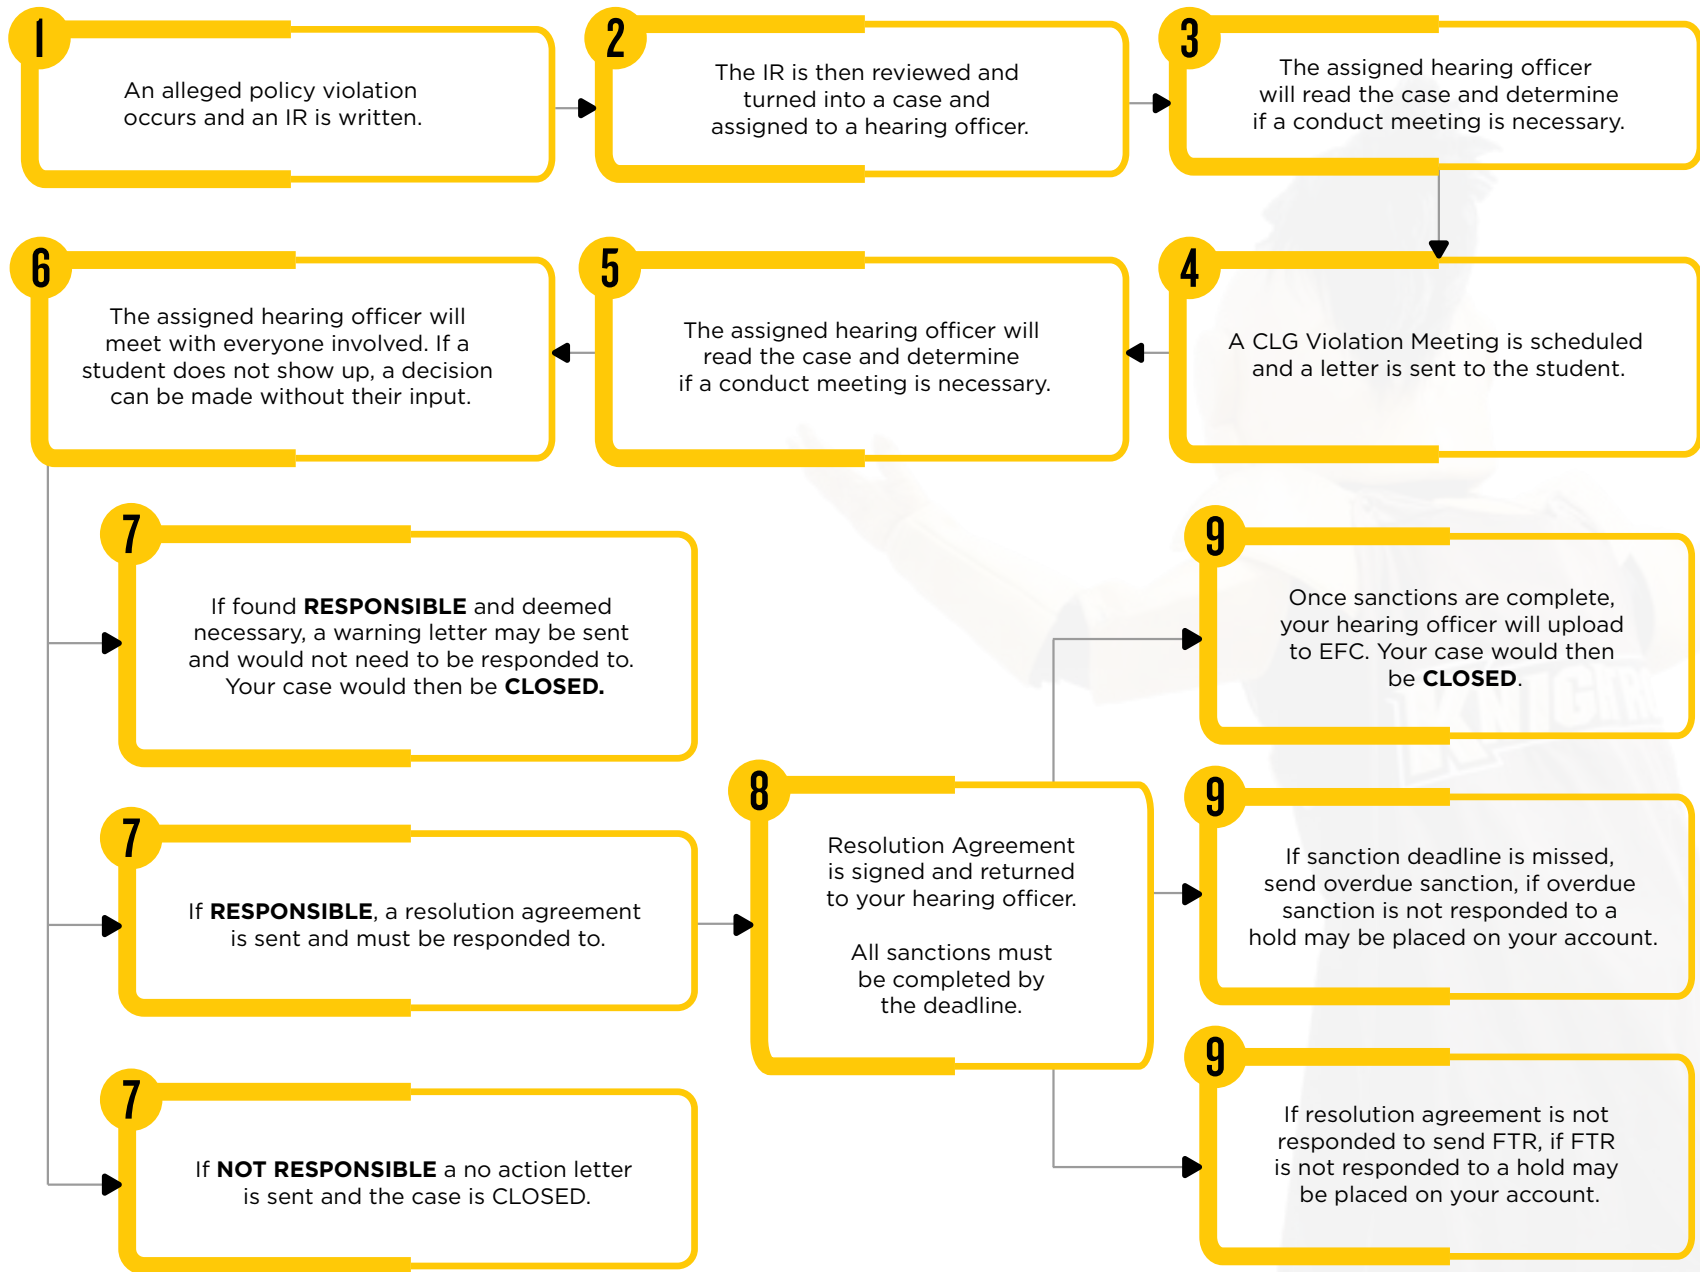 1
An alleged policy violation
occurs and an IR is written.
2
The IR is then reviewed and
turned into a case and
assigned to a hearing officer.
3
The assigned hearing officer
will read the case and determine
if a conduct meeting is necessary.
4
A CLG Violation Meeting is scheduled
and a letter is sent to the student.
5
The assigned hearing officer will
read the case and determine
if a conduct meeting is necessary.
6
The assigned hearing officer will
meet with everyone involved. If a
student does not show up, a decision
can be made without their input.
7
If found RESPONSIBLE and deemed
necessary, a warning letter may be sent
and would not need to be responded to.
Your case would then be CLOSED.
7
If RESPONSIBLE, a resolution agreement
is sent and must be responded to.
7
If NOT RESPONSIBLE a no action letter
is sent and the case is CLOSED.
8
Resolution Agreement
is signed and returned
to your hearing officer.
All sanctions must
be completed by
the deadline.
9
Once sanctions are complete,
your hearing officer will upload
to EFC. Your case would then
be CLOSED.
9
If sanction deadline is missed,
send overdue sanction, if overdue
sanction is not responded to a
hold may be placed on your account.
9
If resolution agreement is not
responded to send FTR, if FTR
is not responded to a hold may
be placed on your account.